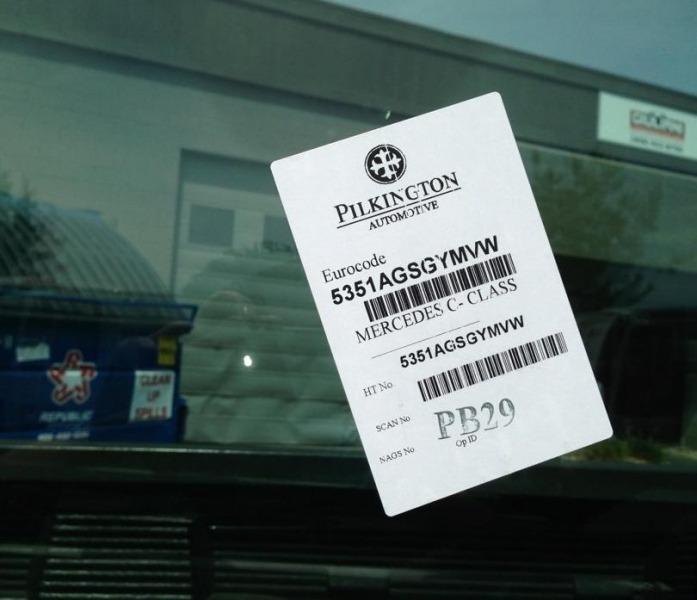 PILKINGTON
AUTOMOTIVE
Eurocode
5351AGSGYMVW
MERCEDES C- CLASS
5351AGSGYMVW
HT No
SCAN No
PB29
Op ID
NAGS No
REPUBLIC
CLEAN
UP
SPILLS